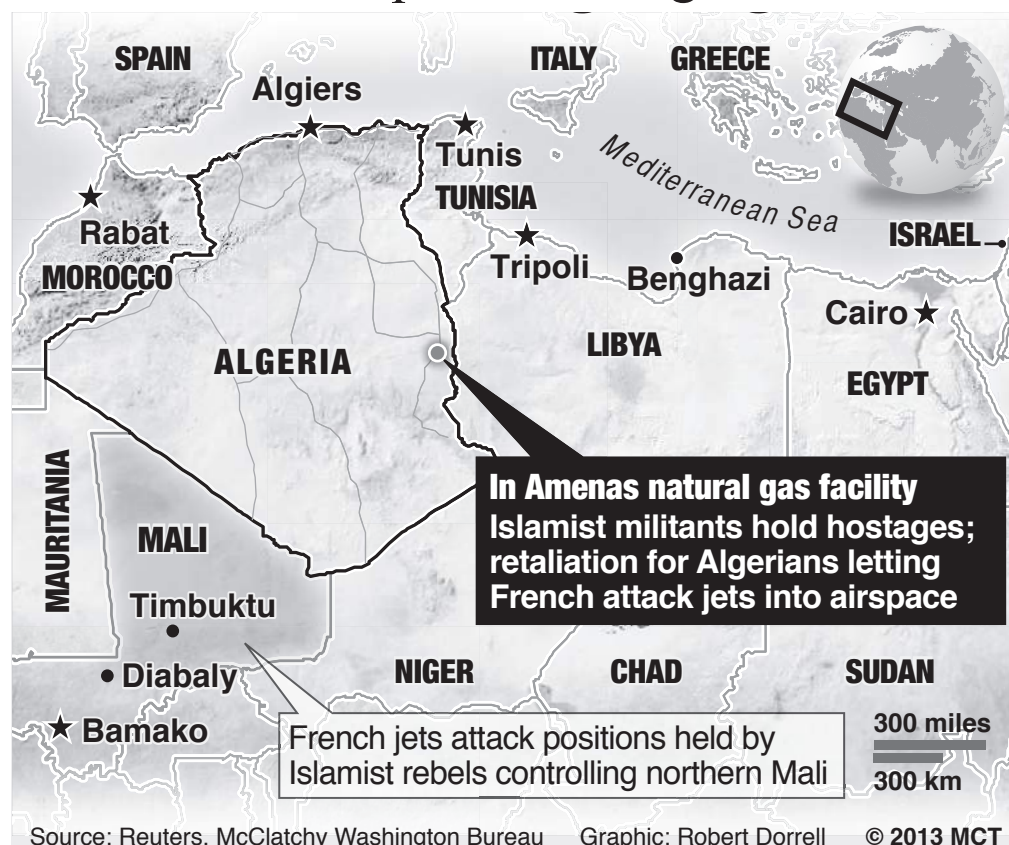 SPAIN
ITALY
GREECE
Algiers
Tunis
TUNISIA
Mediterranean Sea
Rabat
MOROCCO
Tripoli
Benghazi
ISRAEL
Cairo
ALGERIA
LIBYA
EGYPT
In Amenas natural gas facility
Islamist militants hold hostages;
retaliation for Algerians letting
French attack jets into airspace
MAURITANIA
MALI
Timbuktu
Diabaly
Bamako
NIGER
CHAD
SUDAN
French jets attack positions held by
Islamist rebels controlling northern Mali
300 miles
300 km
Source: Reuters, McClatchy Washington Bureau Graphic: Robert Dorrell © 2013 MCT